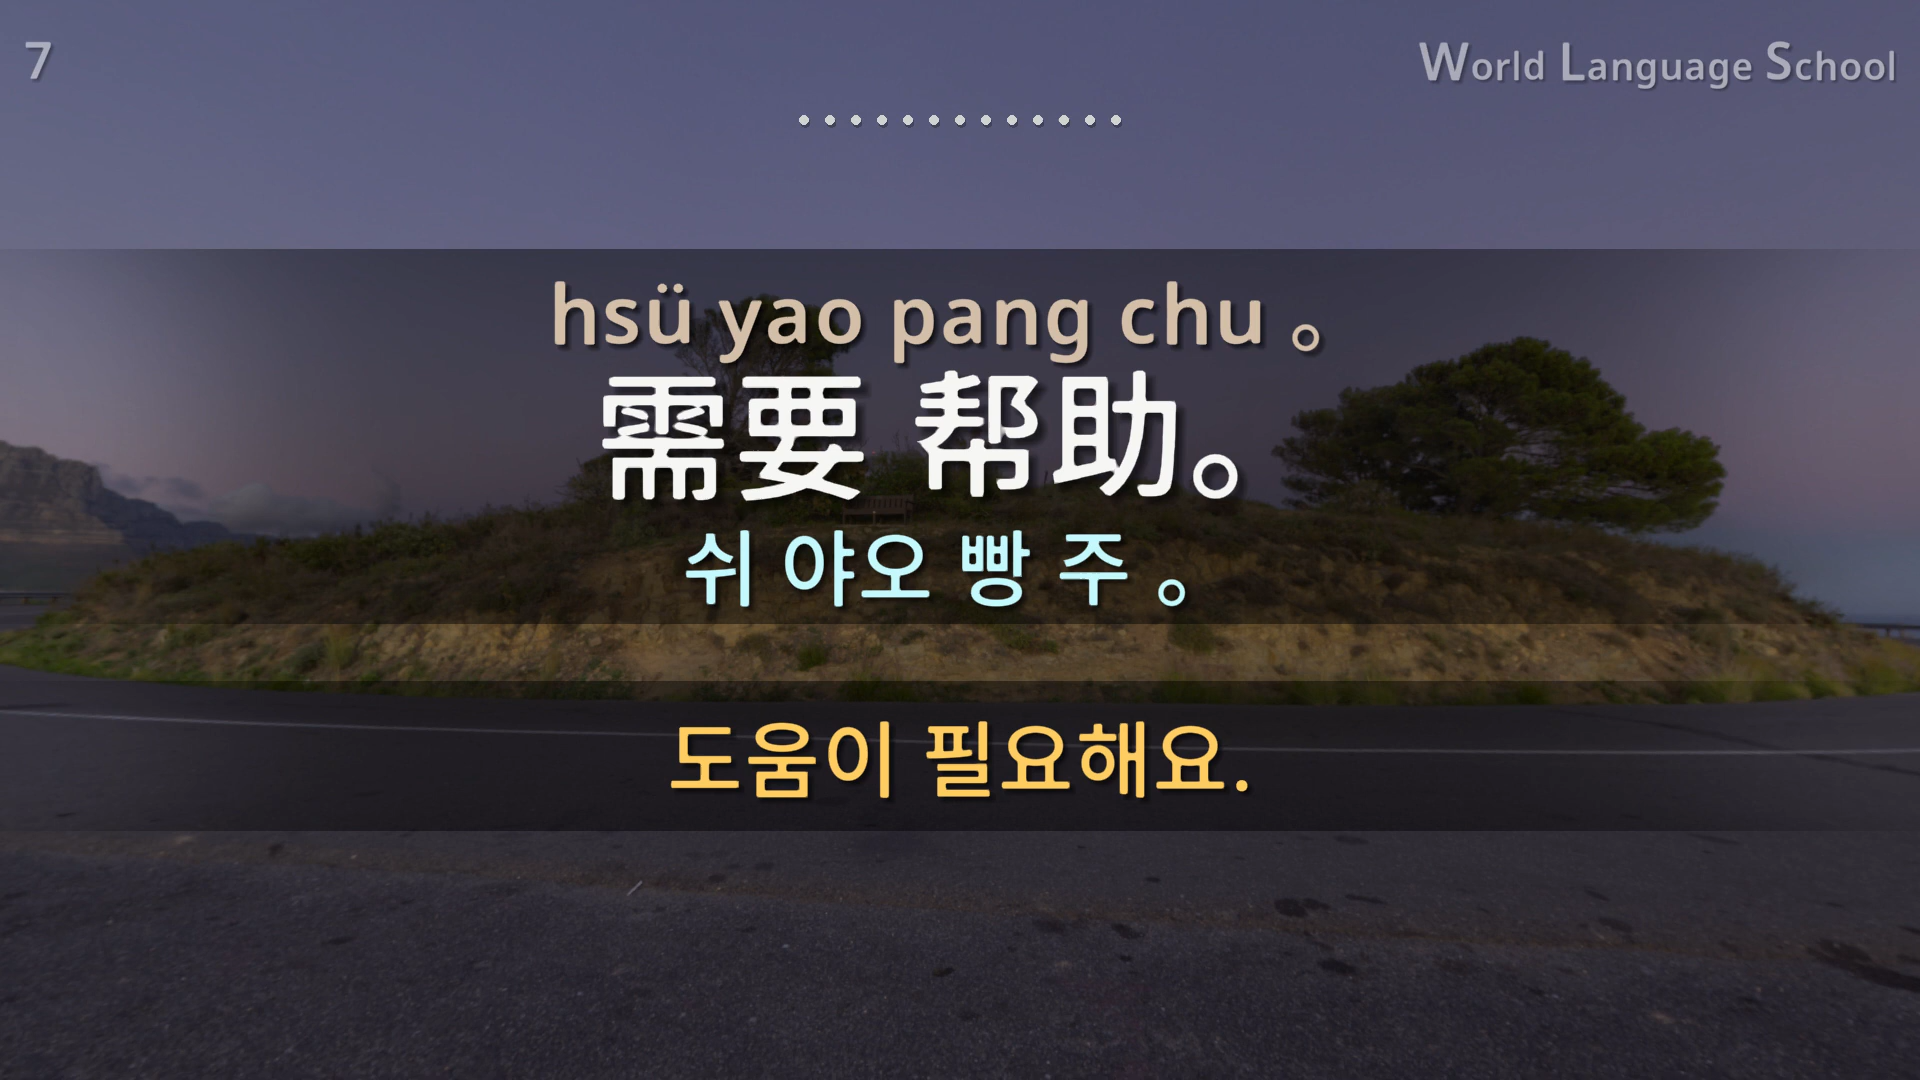 7
World Language School
hsü yao pang chu 。
需要 帮助。
쉬 야오 빵 주 。
도움이 필요해요.